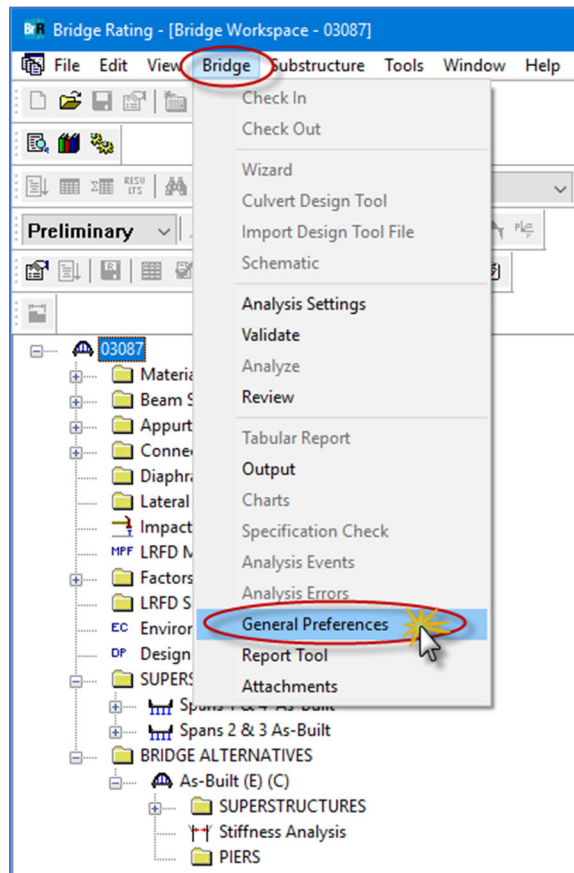 BrR Bridge Rating - [Bridge Workspace - 03087]
File Edit View Bridge Substructure Tools Window Help
Check In
Check Out
Wizard
Culvert Design Tool
Import Design Tool File
Schematic
Analysis Settings
Validate
Analyze
Review
Tabular Report
Output
Charts
Specification Check
Analysis Events
Analysis Errors
General Preferences
Report Tool
Attachments
RESU
LTS
Preliminary
03087
Materia
Beam S
Appurt
Connec
Diaphra
Lateral
Impact
MPF LRFD M
Factors
LRFD S
EC Enviror
DP Design
SUPERS
Spans 1 & 4 As-Built
Spans 2 & 3 As-Built
BRIDGE ALTERNATIVES
As-Built (E) (C)
SUPERSTRUCTURES
Stiffness Analysis
PIERS